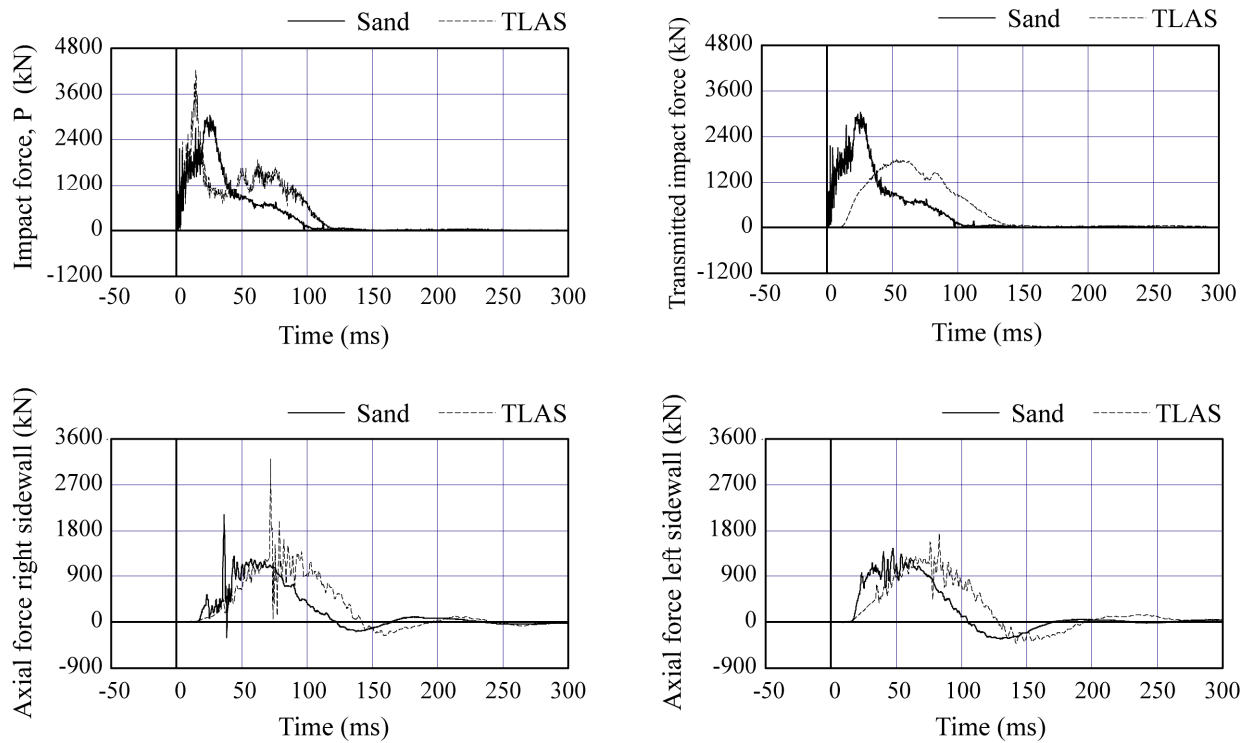 Sand TLAS
Impact force, P (kN)
4800
3600
2400
1200
0
-1200
-50 0 50 100 150 200 250 300
Time (ms)
Sand TLAS
Transmitted impact force (kN)
4800
3600
2400
1200
0
-1200
-50 0 50 100 150 200 250 300
Time (ms)
Sand TLAS
Axial force right sidewall (kN)
3600
2700
1800
900
0
-900
-50 0 50 100 150 200 250 300
Time (ms)
Sand TLAS
Axial force left sidewall (kN)
3600
2700
1800
900
0
-900
-50 0 50 100 150 200 250 300
Time (ms)